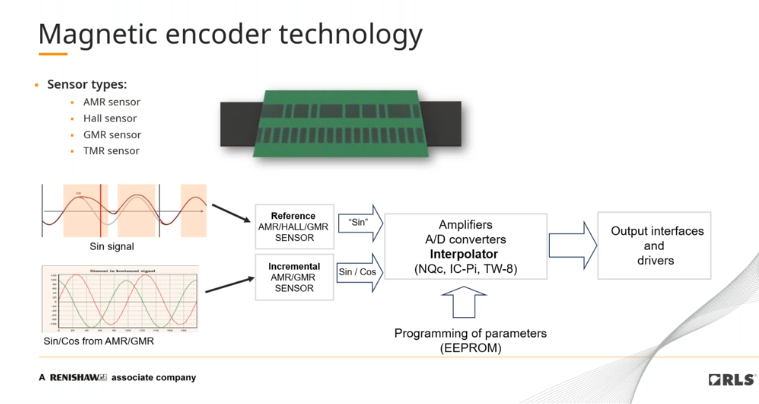 Magnetic encoder technology
Sensor types:
AMR sensor
Hall sensor
GMR sensor
TMR sensor
Sin signal
Sin/Cos from AMR/GMR
Reference
AMR/HALL/GMR
SENSOR
"Sin"
Incremental
AMR/GMR
SENSOR
Sin / Cos
Amplifiers
A/D converters
Interpolator
(NQc, IC-Pi, TW-8)
Output interfaces
and
drivers
Programming of parameters
(EEPROM)
A RENISHAW associate company
RLS